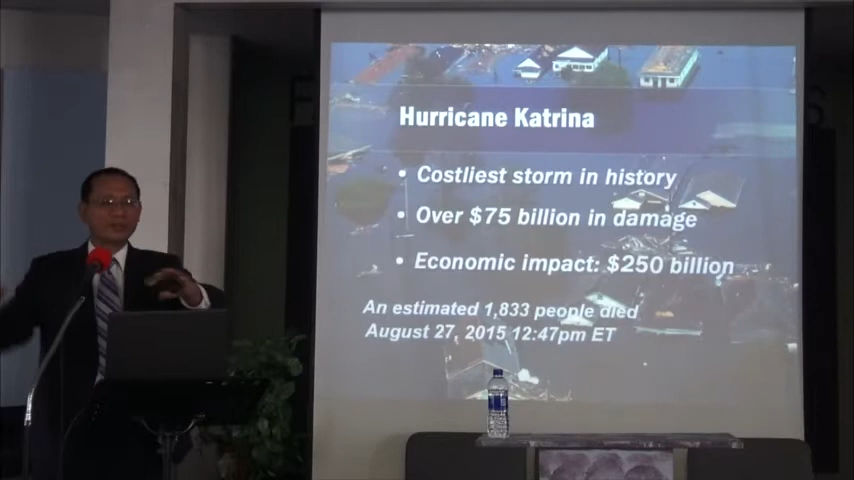 Hurricane Katrina
• Costliest storm in history
• Over $75 billion in damage
• Economic impact: $250 billion
An estimated 1,833 people died
August 27, 2015 12:47pm ET